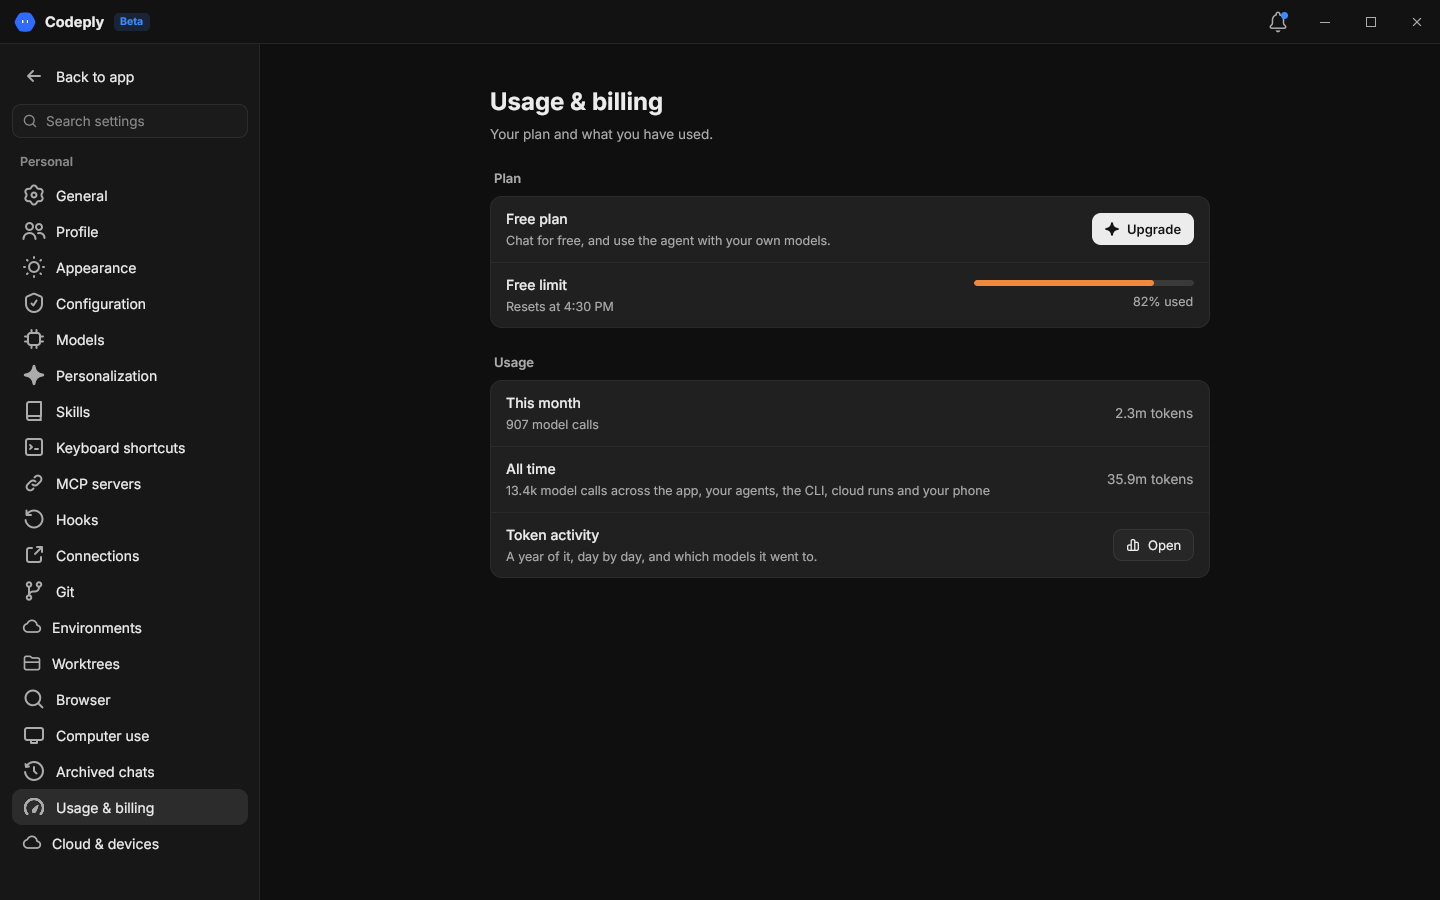 Codeply Beta
Back to app
Search settings
Personal
General
Profile
Appearance
Configuration
Models
Personalization
Skills
Keyboard shortcuts
MCP servers
Hooks
Connections
Git
Environments
Worktrees
Browser
Computer use
Archived chats
Usage & billing
Cloud & devices
Usage & billing
Your plan and what you have used.
Plan
Free plan
Chat for free, and use the agent with your own models.
Upgrade
Free limit
Resets at 4:30 PM
82% used
Usage
This month
907 model calls
2.3m tokens
All time
13.4k model calls across the app, your agents, the CLI, cloud runs and your phone
35.9m tokens
Token activity
A year of it, day by day, and which models it went to.
Open